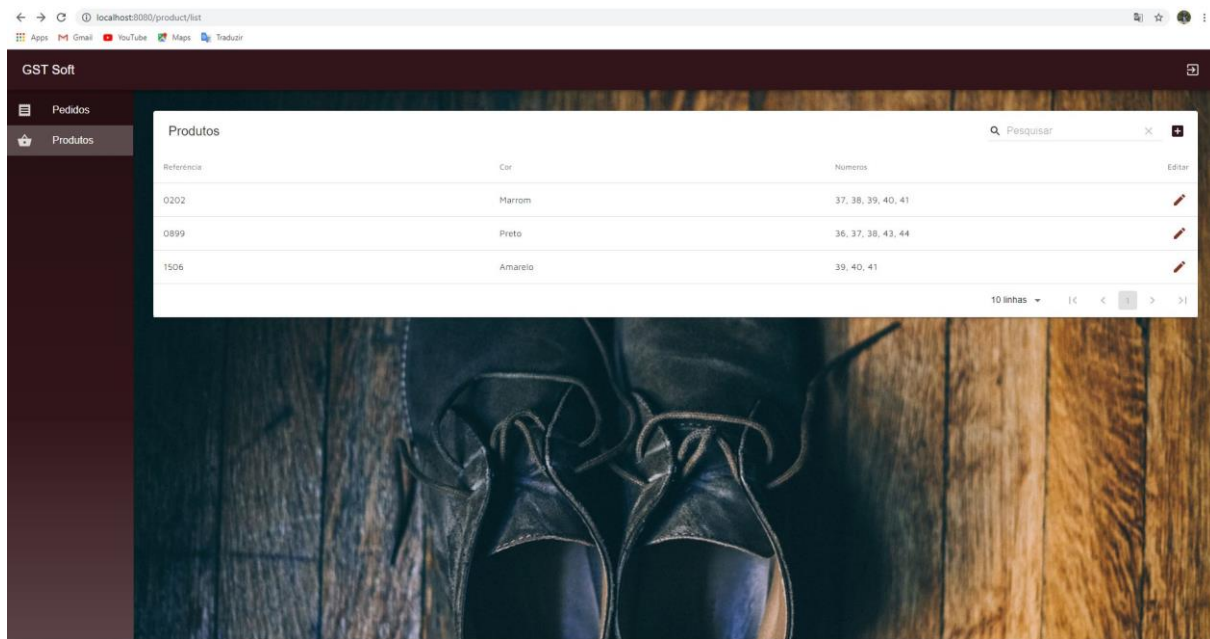 localhost:8080/product/list
Apps Gmail YouTube Maps Traduzir
GST Soft
Pedidos
Produtos
Produtos Pesquisar
Referência Cor Numeros Editar
0202 Marrom 37, 38, 39, 40, 41
0899 Preto 36, 37, 38, 43, 44
1506 Amarelo 39, 40, 41
10 linhas 1